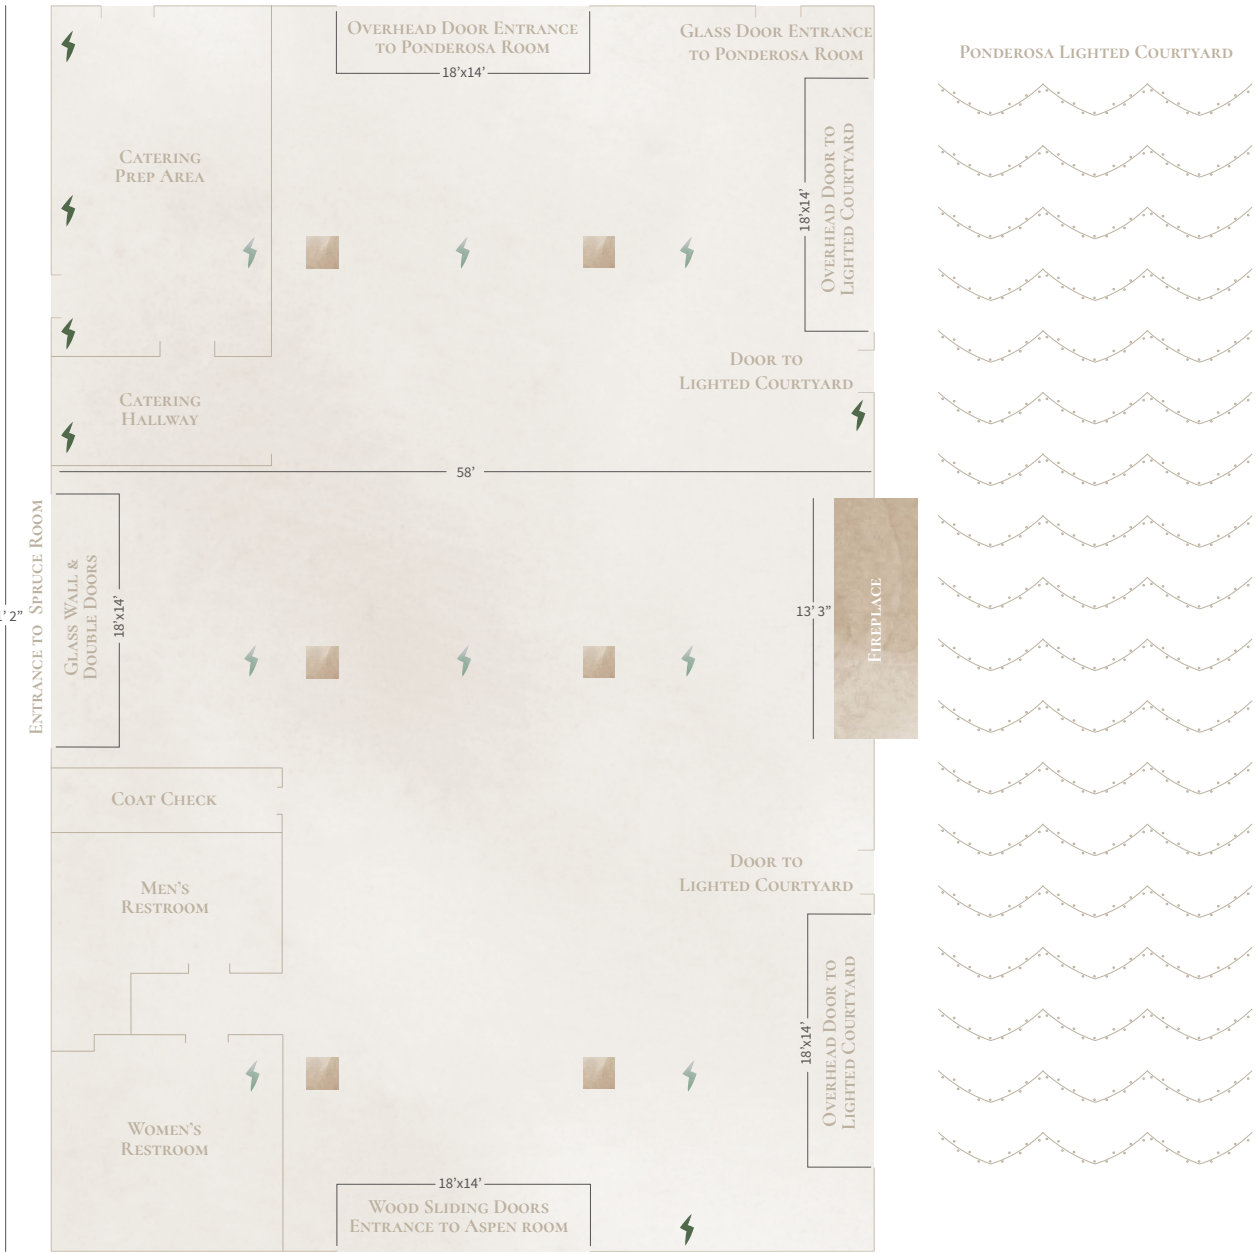 Overhead Door Entrance
to Ponderosa Room
18'x14'
Glass Door Entrance
to Ponderosa Room
Ponderosa Lighted Courtyard
Catering
Prep Area
18'x14'
Overhead Door to
Lighted Courtyard
Door to
Lighted Courtyard
Catering
Hallway
58'
Entrance to Spruce Room
Glass Wall &
Double Doors
18'x14'
' 2”
13' 3”
Fireplace
Coat Check
Men's
Restroom
Door to
Lighted Courtyard
18'x14'
Overhead Door to
Lighted Courtyard
Women's
Restroom
18'x14'
Wood Sliding Doors
Entrance to Aspen room